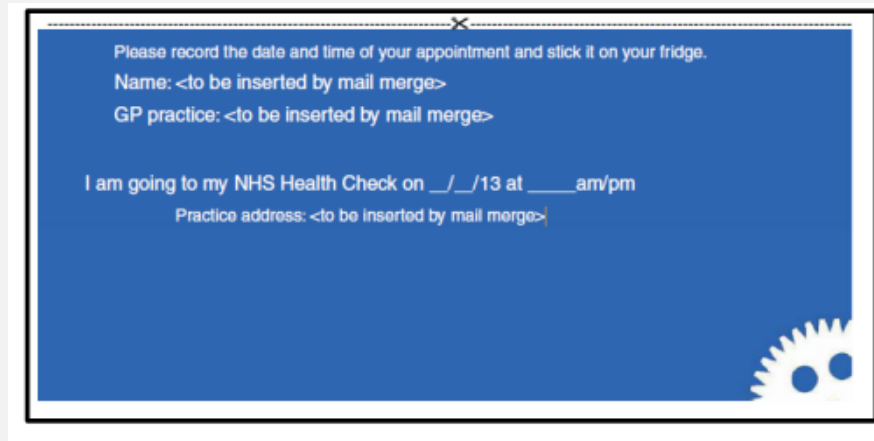 Please record the date and time of your appointment and stick it on your fridge.
Name: <to be inserted by mail merge>
GP practice: <to be inserted by mail merge>
I am going to my NHS Health Check on __/__/13 at _____am/pm
Practice address: <to be inserted by mail merge>